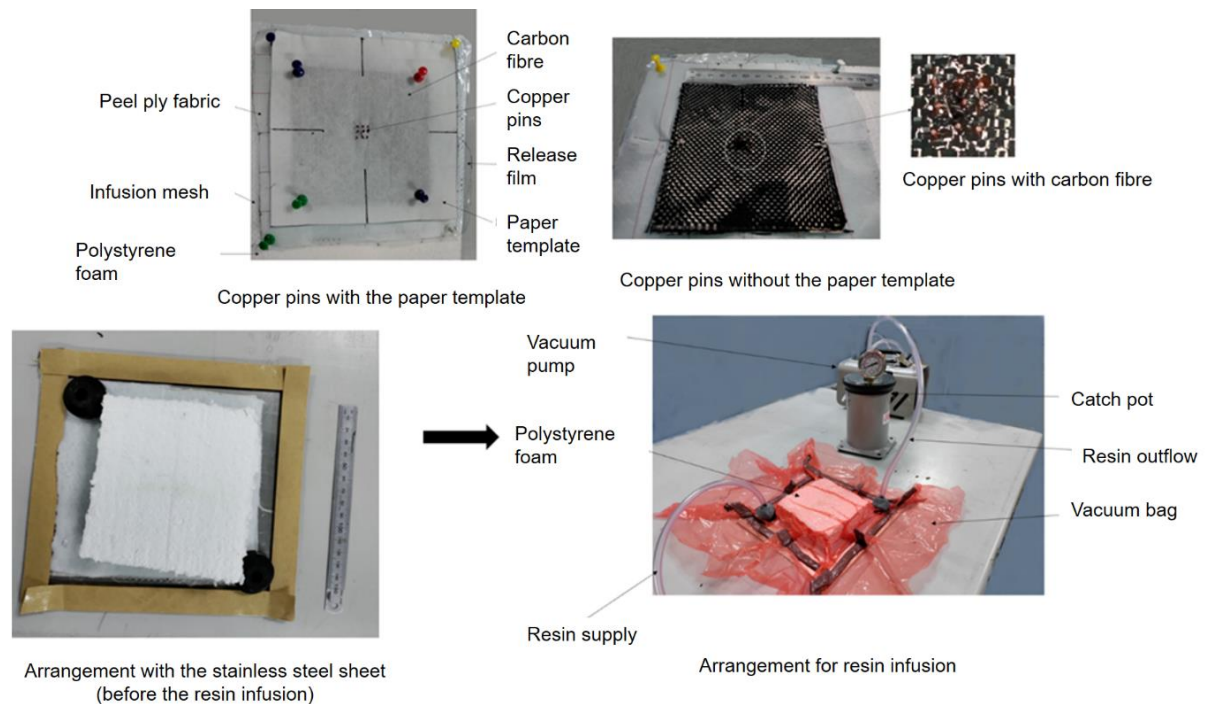 Peel ply fabric
Infusion mesh
Polystyrene
foam
Carbon
fibre
Copper
pins
Release
film
Paper
template
Copper pins with the paper template
Copper pins with carbon fibre
Copper pins without the paper template
Arrangement with the stainless steel sheet
(before the resin infusion)
Vacuum
pump
Polystyrene
foam
Resin supply
Catch pot
Resin outflow
Vacuum bag
Arrangement for resin infusion